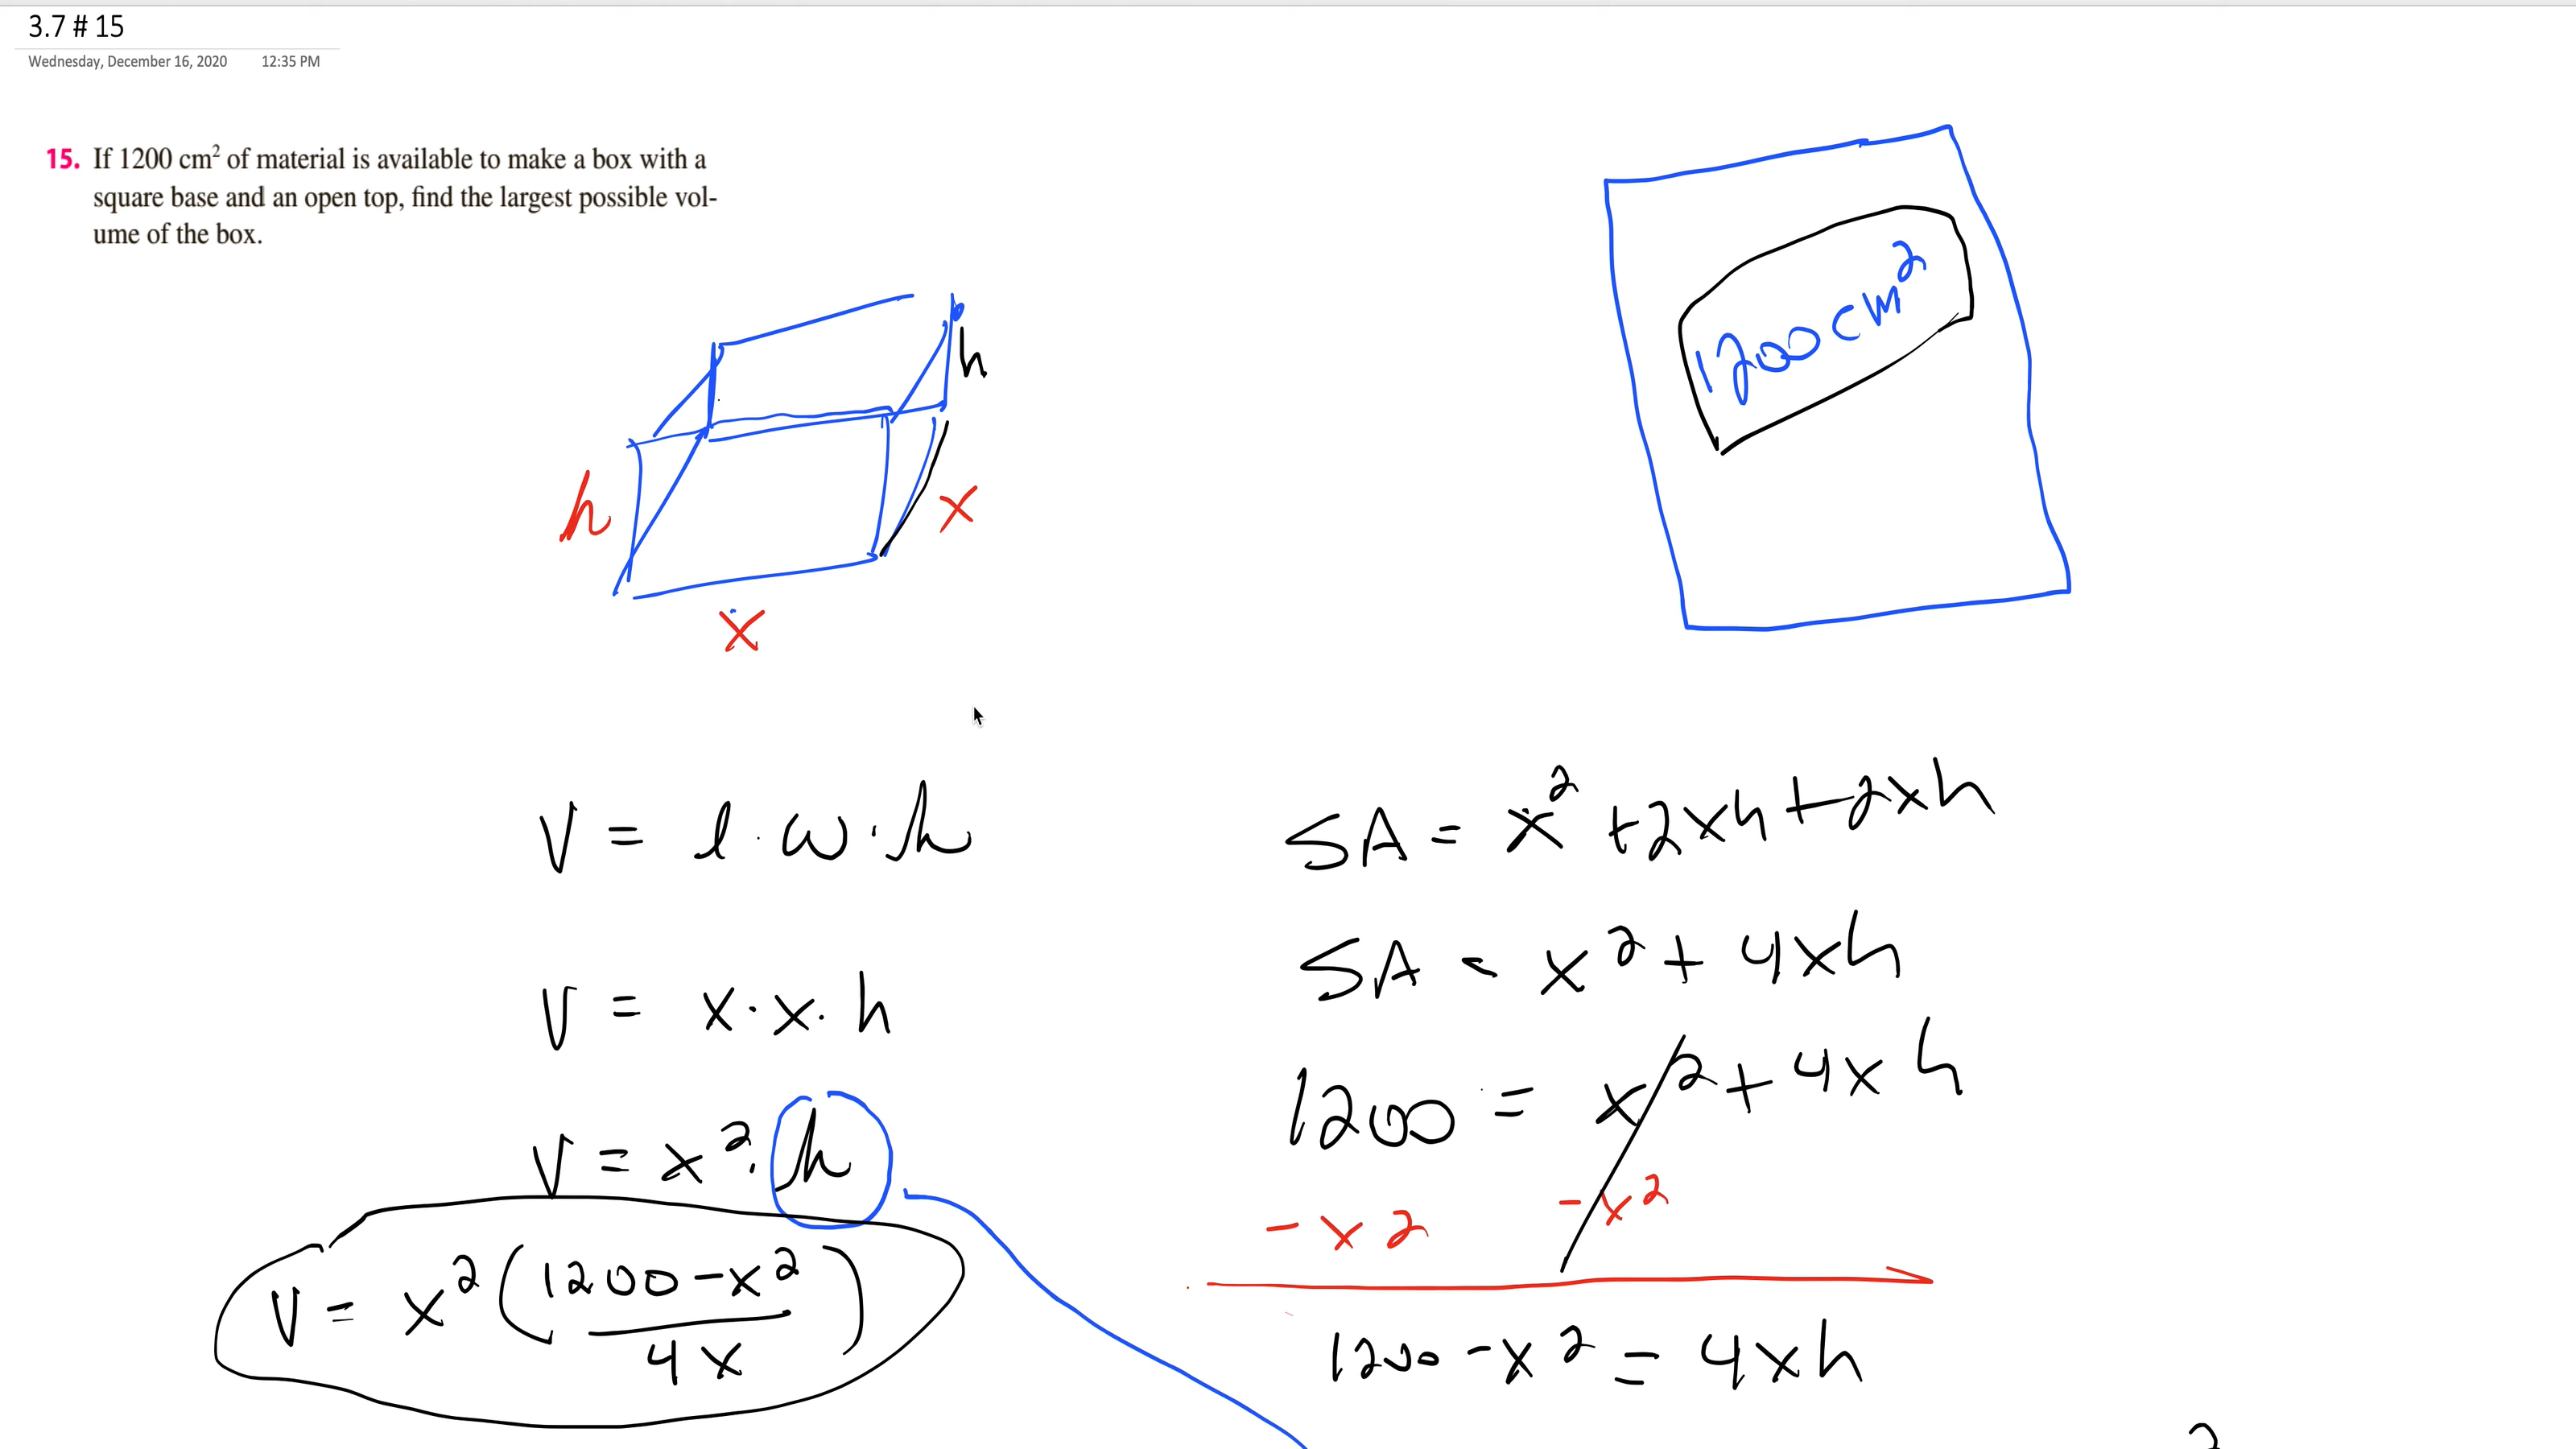 3.7 # 15
Wednesday, December 16, 2020 12:35 PM
15. If 1200 cm² of material is available to make a box with a
square base and an open top, find the largest possible vol-
ume of the box.
1200 cm²
h
h
x
x
V = l · w · h
V = x · x · h
V = x² · h
V = x² ( (1200 - x²) / 4x )
SA = x² + 2xh + 2xh
SA = x² + 4xh
1200 = x² + 4xh
- x² - x²
1200 - x² = 4xh